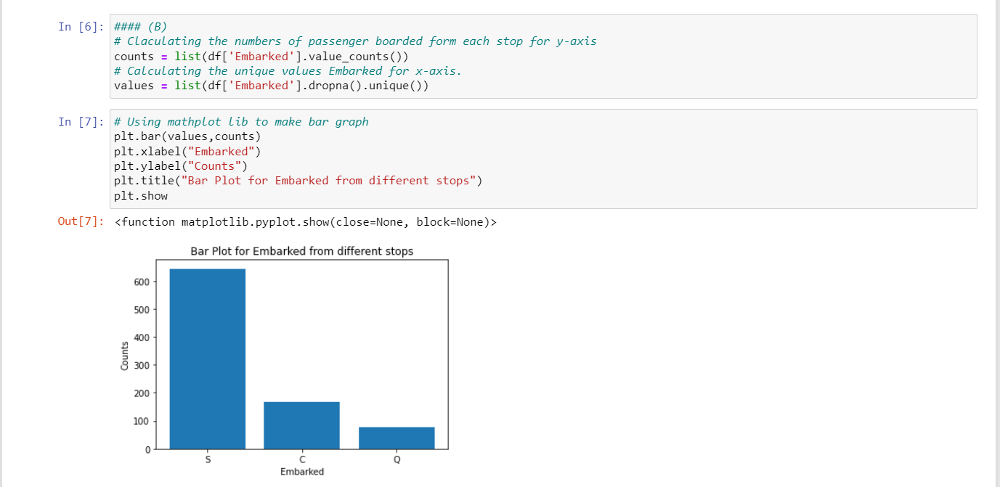 In [6]: #### (B)
# Claculating the numbers of passenger boarded form each stop for y-axis
counts = list(df['Embarked'].value_counts())
# Calculating the unique values Embarked for x-axis.
values = list(df['Embarked'].dropna().unique())
In [7]: # Using mathplot lib to make bar graph
plt.bar(values,counts)
plt.xlabel("Embarked")
plt.ylabel("Counts")
plt.title("Bar Plot for Embarked from different stops")
plt.show
Out[7]: <function matplotlib.pyplot.show(close=None, block=None)>
Bar Plot for Embarked from different stops
600
500
400
300
200
100
0
Counts
S C Q
Embarked